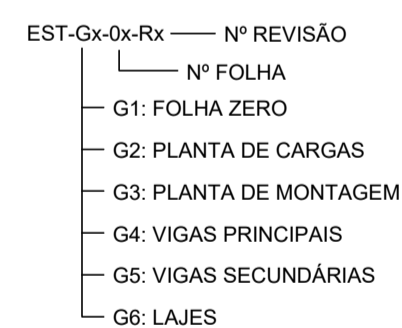 EST-Gx-0x-Rx Nº REVISÃO
Nº FOLHA
G1: FOLHA ZERO
G2: PLANTA DE CARGAS
G3: PLANTA DE MONTAGEM
G4: VIGAS PRINCIPAIS
G5: VIGAS SECUNDÁRIAS
G6: LAJES